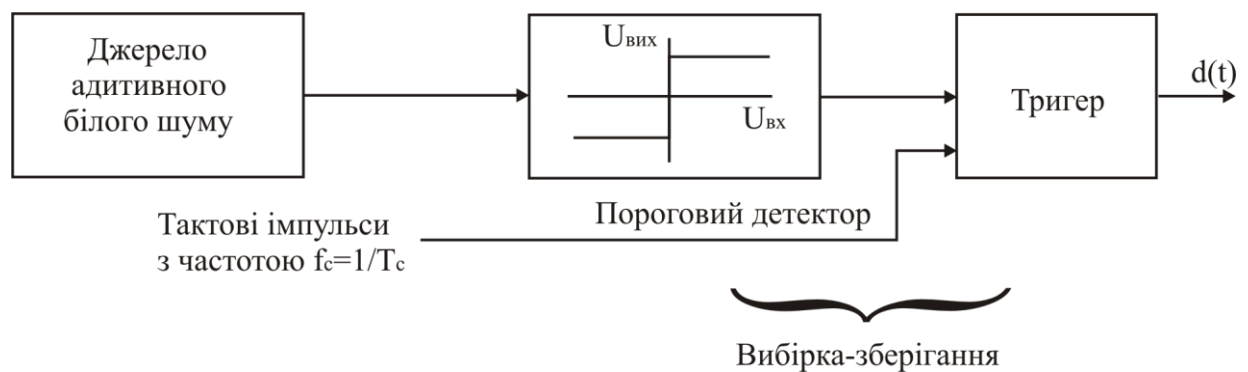 Джерело
адитивного
білого шуму
Uвих
Uвх
Тригер
d(t)
Тактові імпульси
з частотою fc=1/Tc
Пороговий детектор
Вибірка-зберігання